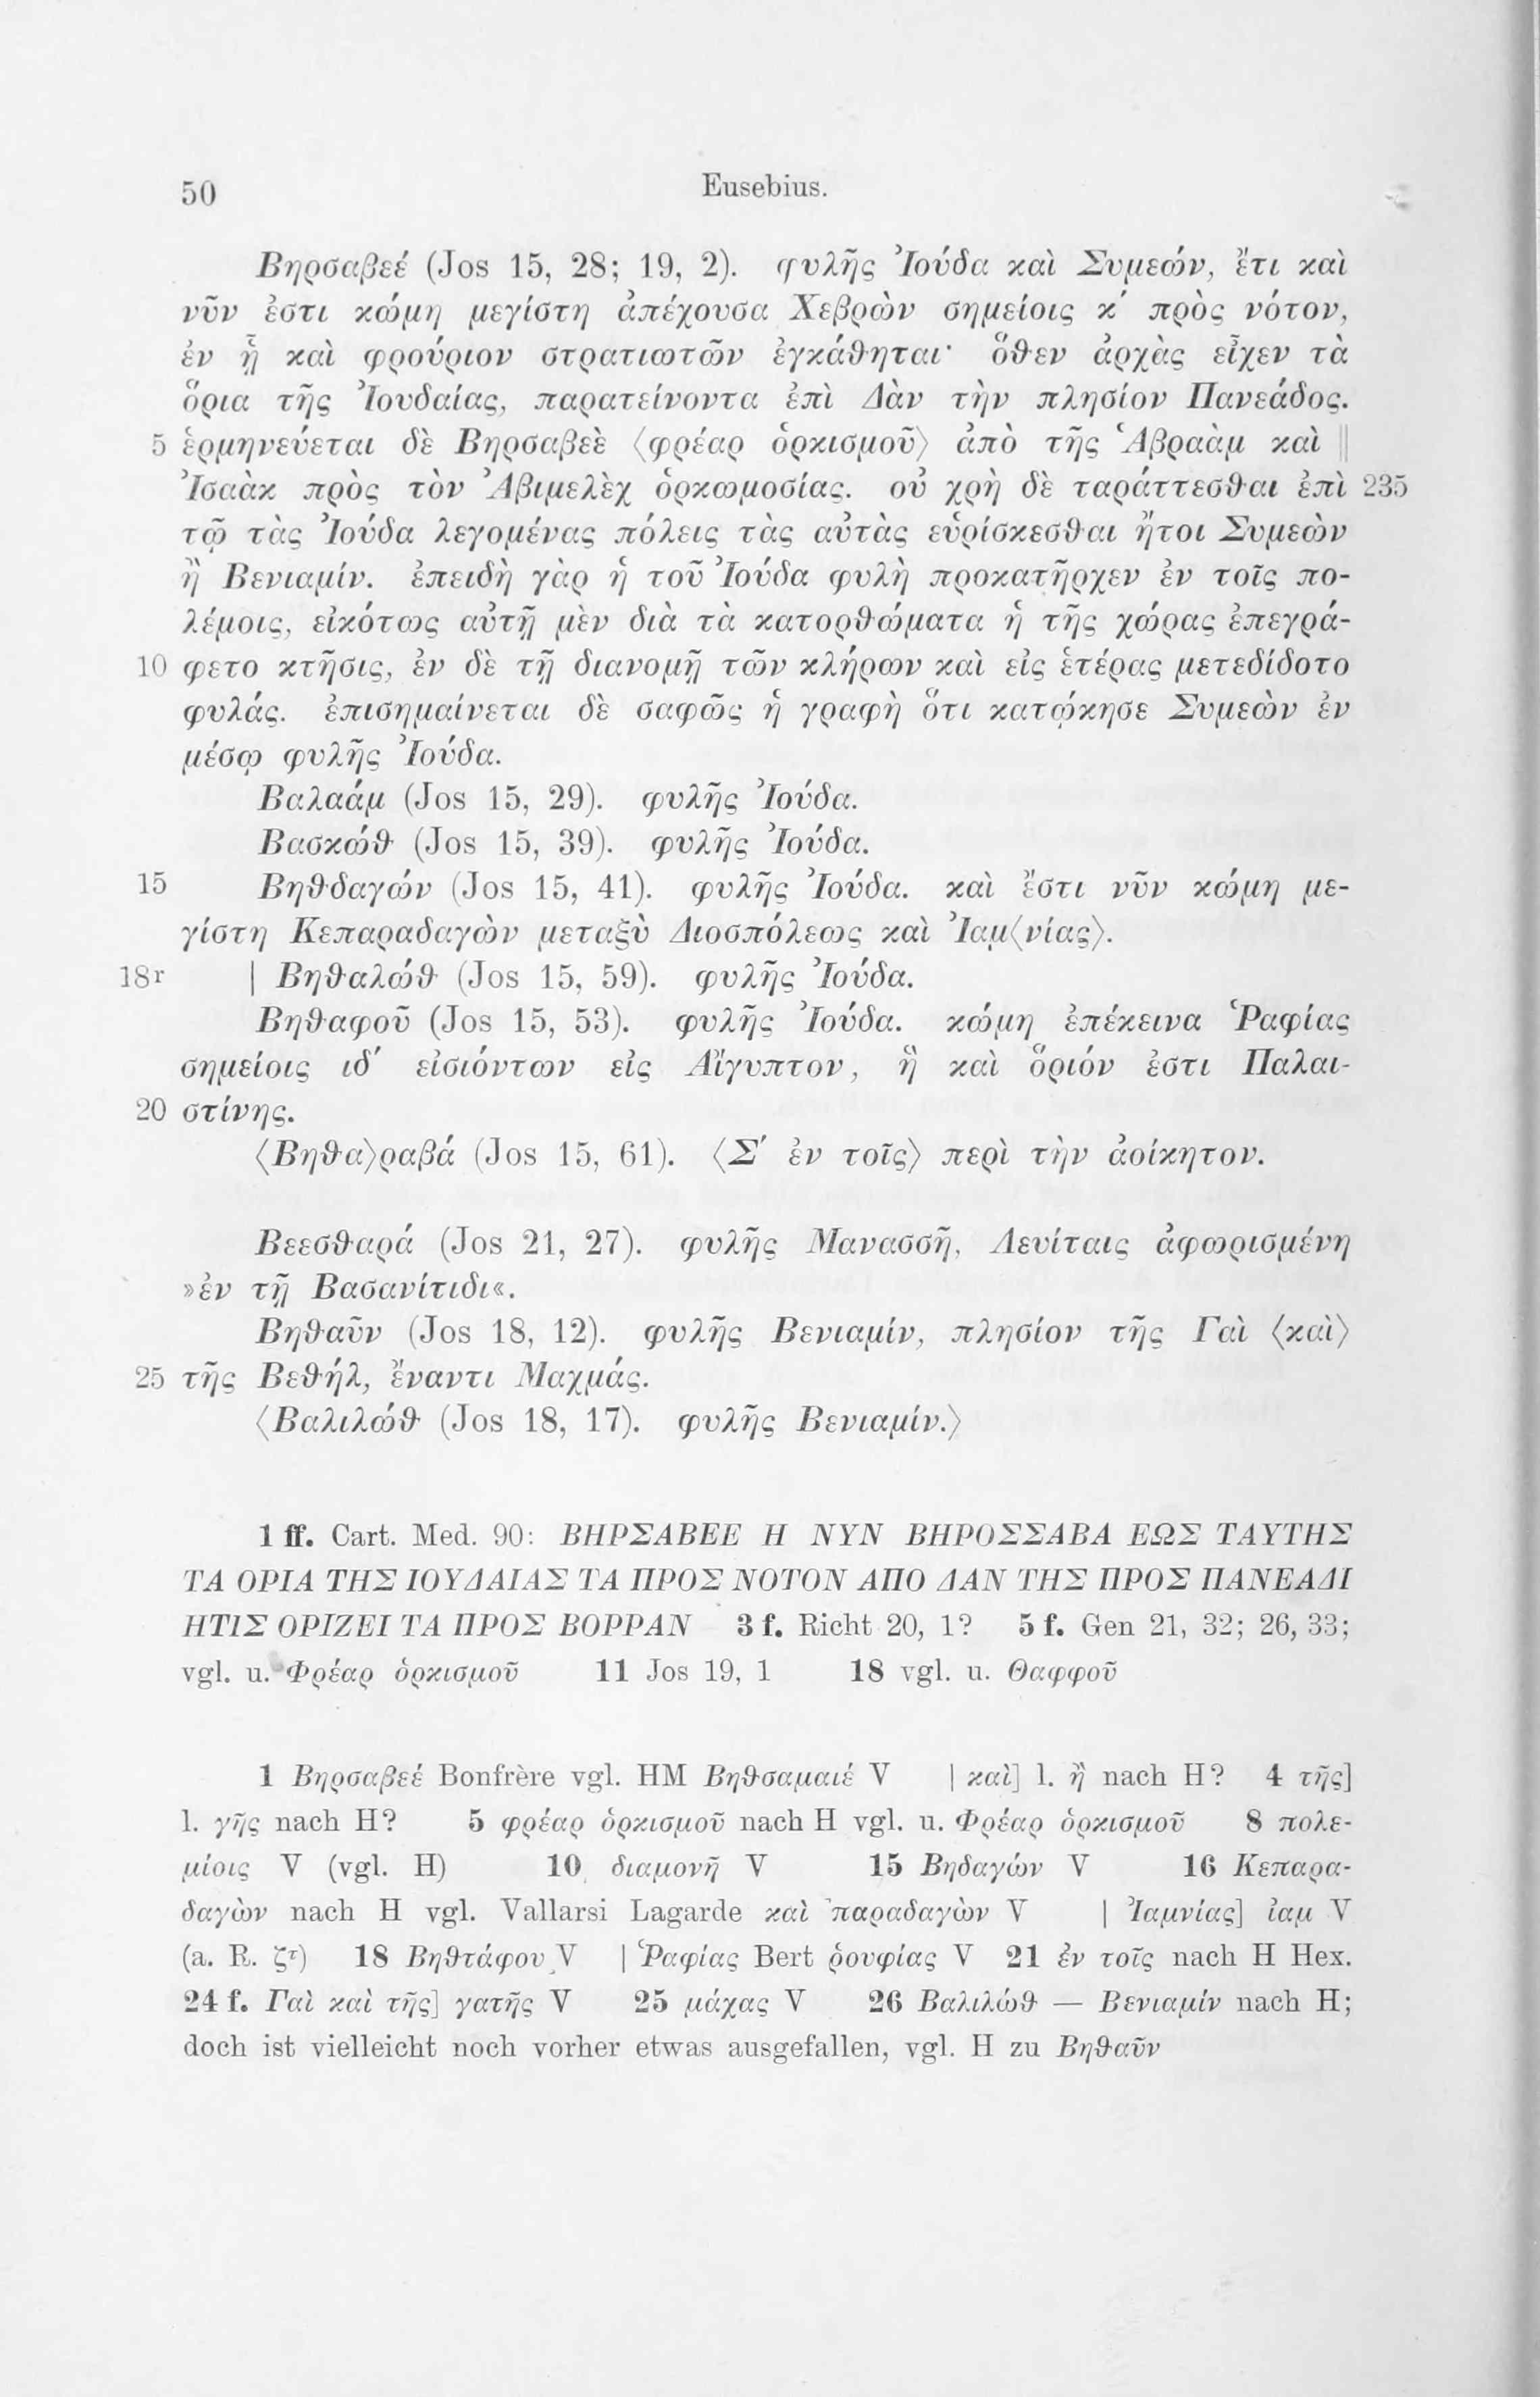 50
Eusebius.
Βηρσαβεέ (Jos 15, 28; 19, 2). φυλῆς Ἰούδα καὶ Συμεών, ἔτι καὶ
νῦν ἐστι κώμη μεγίστη ἀπέχουσα Χεβρὼν σημείοις κ΄ πρὸς νότον,
ἐν ᾗ καὶ φρούριον στρατιωτῶν ἐγκάθηται· ὅθεν ἀρχὰς εἶχεν τὰ
ὅρια τῆς Ἰουδαίας, παρατείνοντα ἐπὶ Δὰν τὴν πλησίον Πανεάδος.
5 ἑρμηνεύεται δὲ Βηρσαβεὲ ⟨φρέαρ ὁρκισμοῦ⟩ ἀπὸ τῆς Ἁβραὰμ καὶ ||
Ἰσαὰκ πρὸς τὸν Ἀβιμελὲχ ὁρκωμοσίας. οὐ χρὴ δὲ ταράττεσθαι ἐπὶ 235
τῷ τὰς Ἰούδα λεγομένας πόλεις τὰς αὐτὰς εὑρίσκεσθαι ἤτοι Συμεὼν
ἢ Βενιαμίν. ἐπειδὴ γὰρ ἡ τοῦ Ἰούδα φυλὴ προκατῆρχεν ἐν τοῖς πο-
λέμοις, εἰκότως αὐτῇ μὲν διὰ τὰ κατορθώματα ἡ τῆς χώρας ἐπεγρά-
10 φετο κτῆσις, ἐν δὲ τῇ διανομῇ τῶν κλήρων καὶ εἰς ἑτέρας μετεδίδοτο
φυλάς. ἐπισημαίνεται δὲ σαφῶς ἡ γραφὴ ὅτι κατῴκησε Συμεὼν ἐν
μέσῳ φυλῆς Ἰούδα.
Βαλαάμ (Jos 15, 29). φυλῆς Ἰούδα.
Βασκώθ (Jos 15, 39). φυλῆς Ἰούδα.
15 Βηθδαγών (Jos 15, 41). φυλῆς Ἰούδα. καὶ ἔστι νῦν κώμη με-
γίστη Κεπαραδαγὼν μεταξὺ Διοσπόλεως καὶ Ἰαμ⟨νίας⟩.
18r | Βηθαλώθ (Jos 15, 59). φυλῆς Ἰούδα.
Βηθαφοῦ (Jos 15, 53). φυλῆς Ἰούδα. κώμη ἐπέκεινα Ῥαφίας
σημείοις ιδ΄ εἰσιόντων εἰς Αἴγυπτον, ἣ καὶ ὅριόν ἐστι Παλαι-
20 στίνης.
⟨Βηθα⟩ραβά (Jos 15, 61). ⟨Σ΄ ἐν τοῖς⟩ περὶ τὴν ἀοίκητον.
Βεεσθαρά (Jos 21, 27). φυλῆς Μανασσῆ, Λευίταις ἀφωρισμένη
»ἐν τῇ Βασανίτιδι«.
Βηθαῦν (Jos 18, 12). φυλῆς Βενιαμίν, πλησίον τῆς Γαὶ ⟨καὶ⟩
25 τῆς Βεθήλ, ἔναντι Μαχμάς.
⟨Βαλιλώθ (Jos 18, 17). φυλῆς Βενιαμίν.⟩
1 ff. Cart. Med. 90: ΒΗΡΣΑΒΕΕ Η ΝΥΝ ΒΗΡΟΣΣΑΒΑ ΕΩΣ ΤΑΥΤΗΣ
ΤΑ ΟΡΙΑ ΤΗΣ ΙΟΥΔΑΙΑΣ ΤΑ ΠΡΟΣ ΝΟΤΟΝ ΑΠΟ ΔΑΝ ΤΗΣ ΠΡΟΣ ΠΑΝΕΑΔΙ
ΗΤΙΣ ΟΡΙΖΕΙ ΤΑ ΠΡΟΣ ΒΟΡΡΑΝ 3 f. Richt 20, 1? 5 f. Gen 21, 32; 26, 33;
vgl. u. Φρέαρ ὁρκισμοῦ 11 Jos 19, 1 18 vgl. u. Θαφφοῦ
1 Βηρσαβεέ Bonfrère vgl. HM Βηθσαμαιέ V | καὶ] l. ἢ nach H? 4 τῆς]
l. γῆς nach H? 5 φρέαρ ὁρκισμοῦ nach H vgl. u. Φρέαρ ὁρκισμοῦ 8 πολε-
μίοις V (vgl. H) 10 διαμονῇ V 15 Βηδαγών V 16 Κεπαρα-
δαγὼν nach H vgl. Vallarsi Lagarde καὶ παραδαγὼν V | Ἰαμνίας] ἰαμ V
(a. R. ζτ) 18 Βηθτάφου V | Ῥαφίας Bert ῥουφίας V 21 ἐν τοῖς nach H Hex.
24 f. Γαὶ καὶ τῆς] γατῆς V 25 μάχας V 26 Βαλιλώθ — Βενιαμίν nach H;
doch ist vielleicht noch vorher etwas ausgefallen, vgl. H zu Βηθαῦν